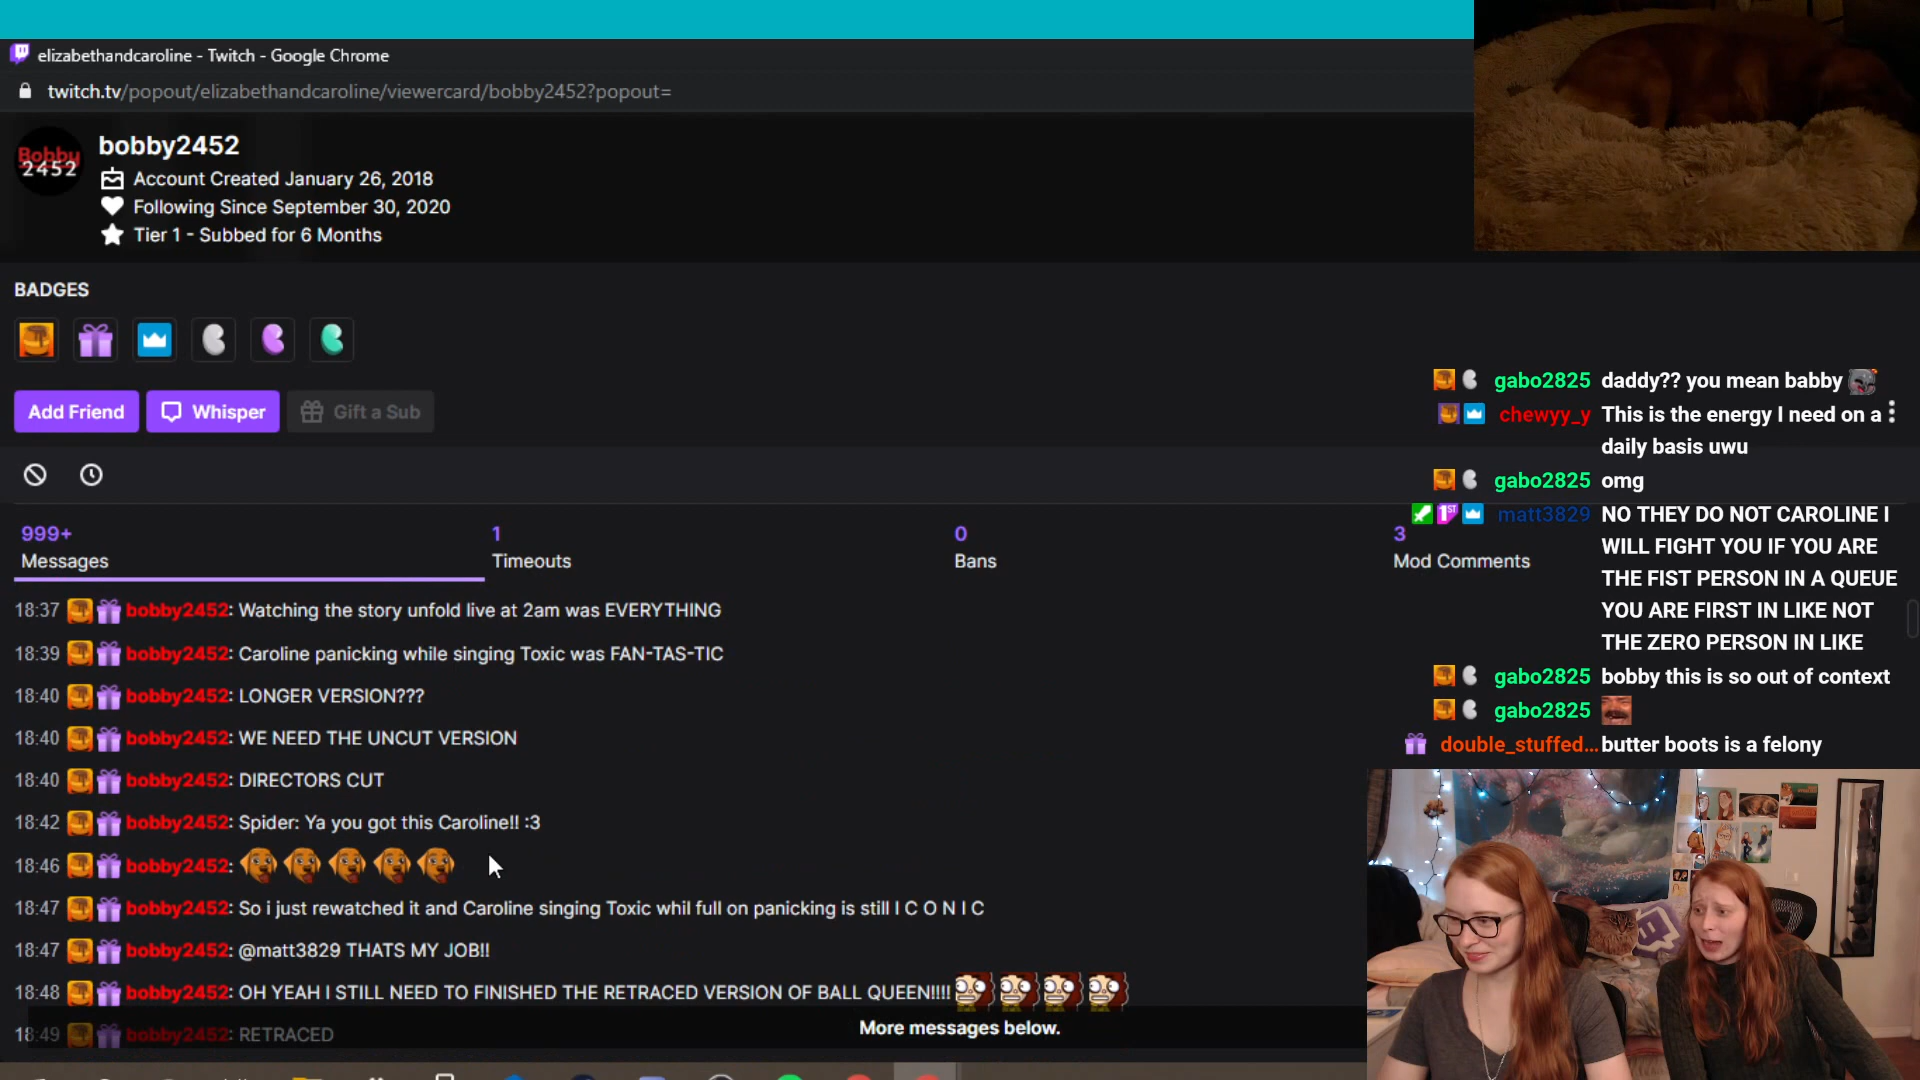 elizabethandcaroline - Twitch - Google Chrome
twitch.tv/popout/elizabethandcaroline/viewercard/bobby2452?popout=
Bobby
2452
bobby2452
Account Created January 26, 2018
Following Since September 30, 2020
Tier 1 - Subbed for 6 Months
BADGES
Add Friend
Whisper
Gift a Sub
999+
Messages
1
Timeouts
0
Bans
3
Mod Comments
18:37 bobby2452: Watching the story unfold live at 2am was EVERYTHING
18:39 bobby2452: Caroline panicking while singing Toxic was FAN-TAS-TIC
18:40 bobby2452: LONGER VERSION???
18:40 bobby2452: WE NEED THE UNCUT VERSION
18:40 bobby2452: DIRECTORS CUT
18:42 bobby2452: Spider: Ya you got this Caroline!! :3
18:46 bobby2452:
18:47 bobby2452: So i just rewatched it and Caroline singing Toxic whil full on panicking is still I C O N I C
18:47 bobby2452: @matt3829 THATS MY JOB!!
18:48 bobby2452: OH YEAH I STILL NEED TO FINISHED THE RETRACED VERSION OF BALL QUEEN!!!!
18:49 bobby2452: RETRACED
More messages below.
gabo2825 daddy?? you mean babby
chewyy_y This is the energy I need on a
daily basis uwu
gabo2825 omg
1ST matt3829 NO THEY DO NOT CAROLINE I
WILL FIGHT YOU IF YOU ARE
THE FIST PERSON IN A QUEUE
YOU ARE FIRST IN LIKE NOT
THE ZERO PERSON IN LIKE
gabo2825 bobby this is so out of context
gabo2825
double_stuffed... butter boots is a felony